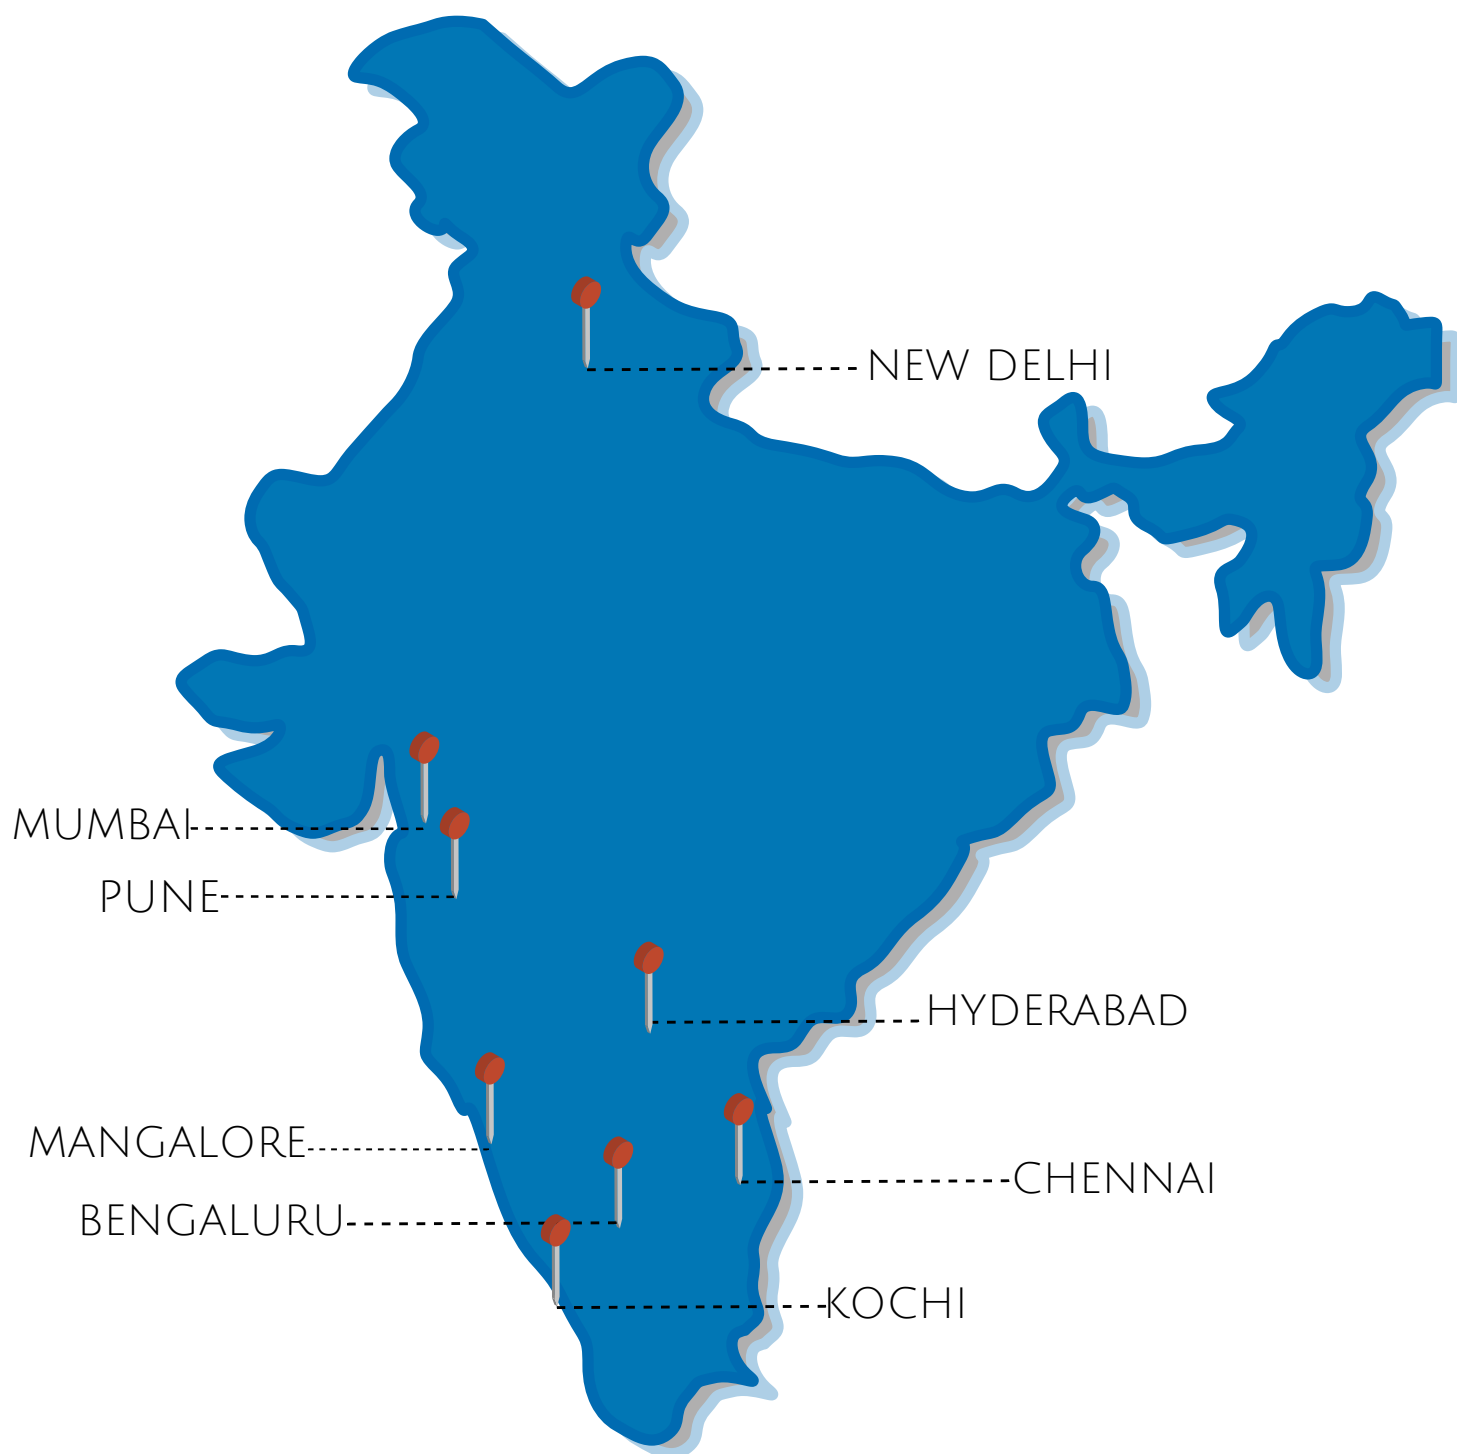 NEW DELHI
MUMBAI
PUNE
HYDERABAD
MANGALORE
CHENNAI
BENGALURU
KOCHI